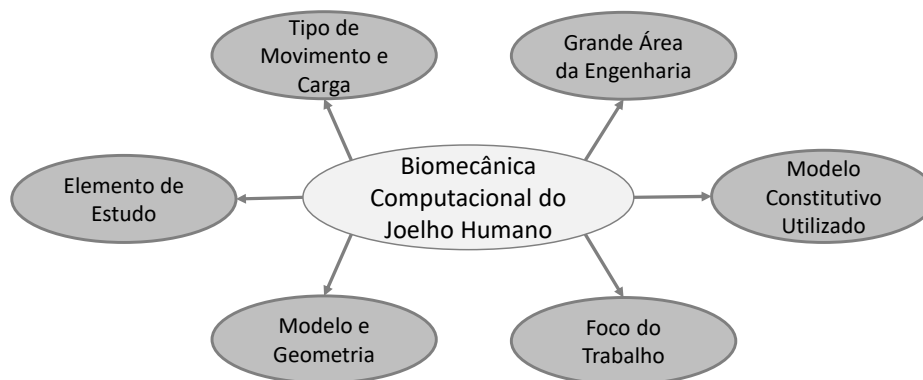 Tipo de
Movimento e
Carga
Grande Área
da Engenharia
Biomecânica
Computacional do
Joelho Humano
Elemento de
Estudo
Modelo
Constitutivo
Utilizado
Modelo e
Geometria
Foco do
Trabalho